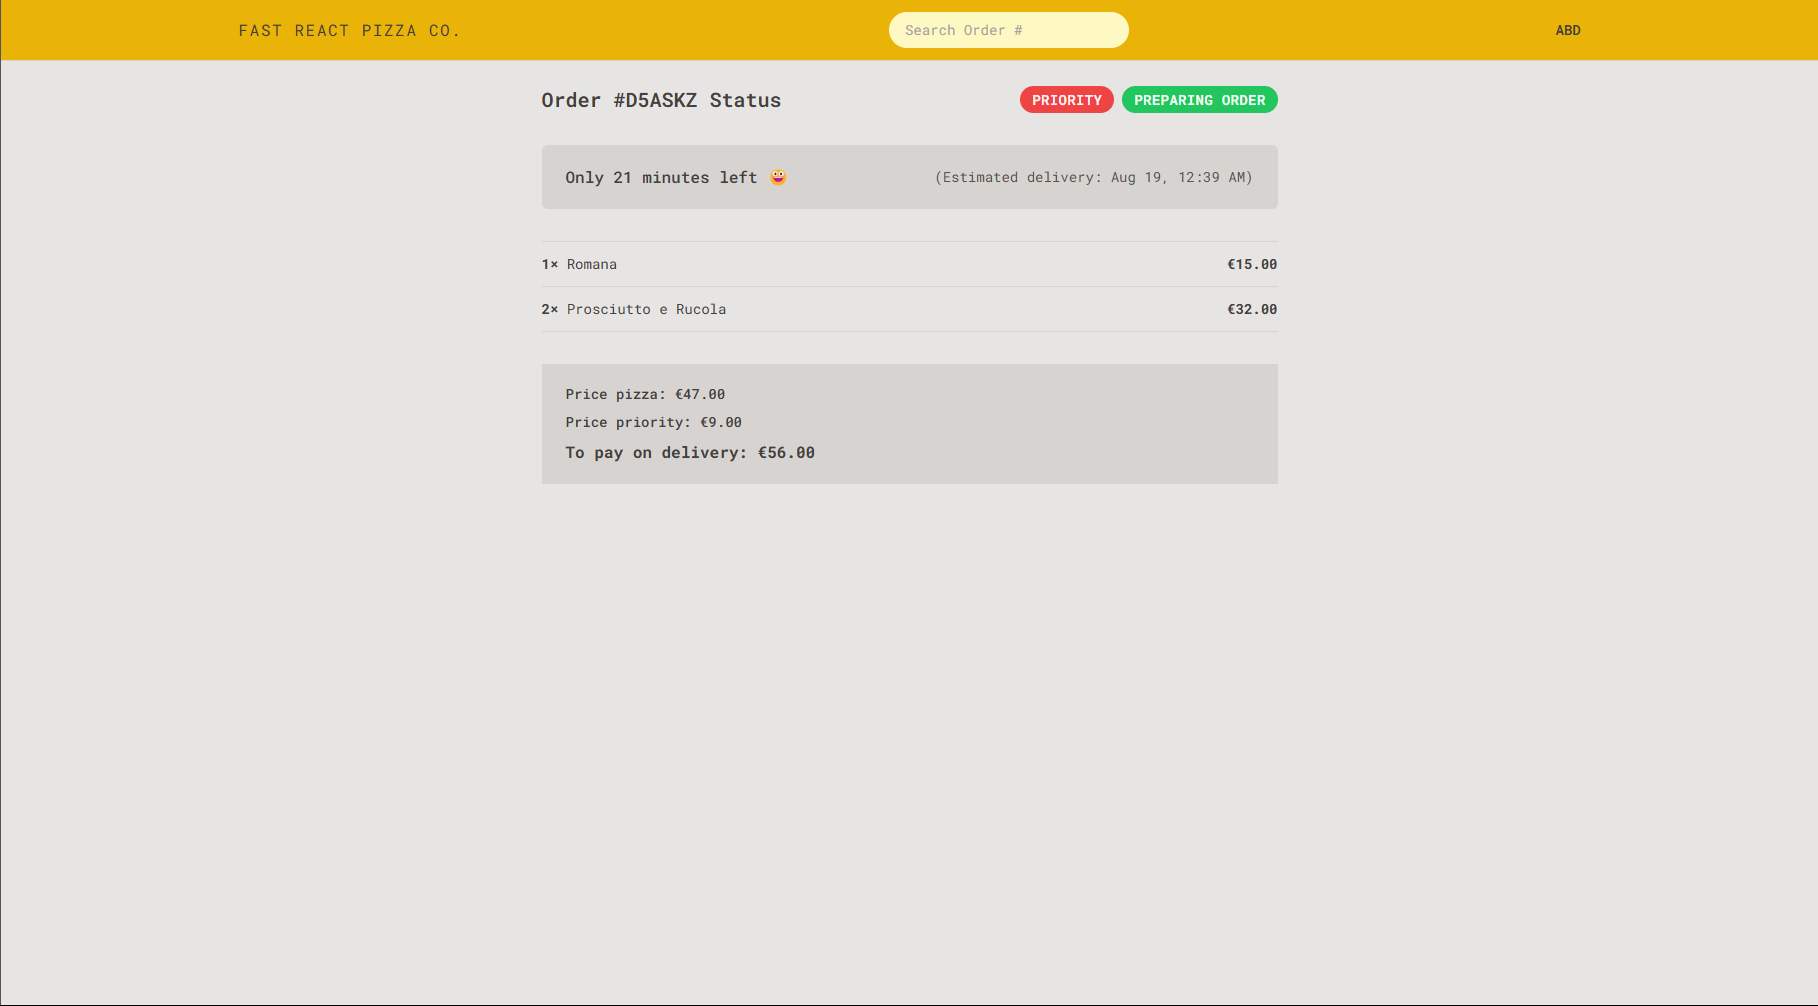 FAST REACT PIZZA CO.
Search Order #
ABD
Order #D5ASKZ Status
PRIORITY
PREPARING ORDER
Only 21 minutes left 😀
(Estimated delivery: Aug 19, 12:39 AM)
1× Romana
€15.00
2× Prosciutto e Rucola
€32.00
Price pizza: €47.00
Price priority: €9.00
To pay on delivery: €56.00